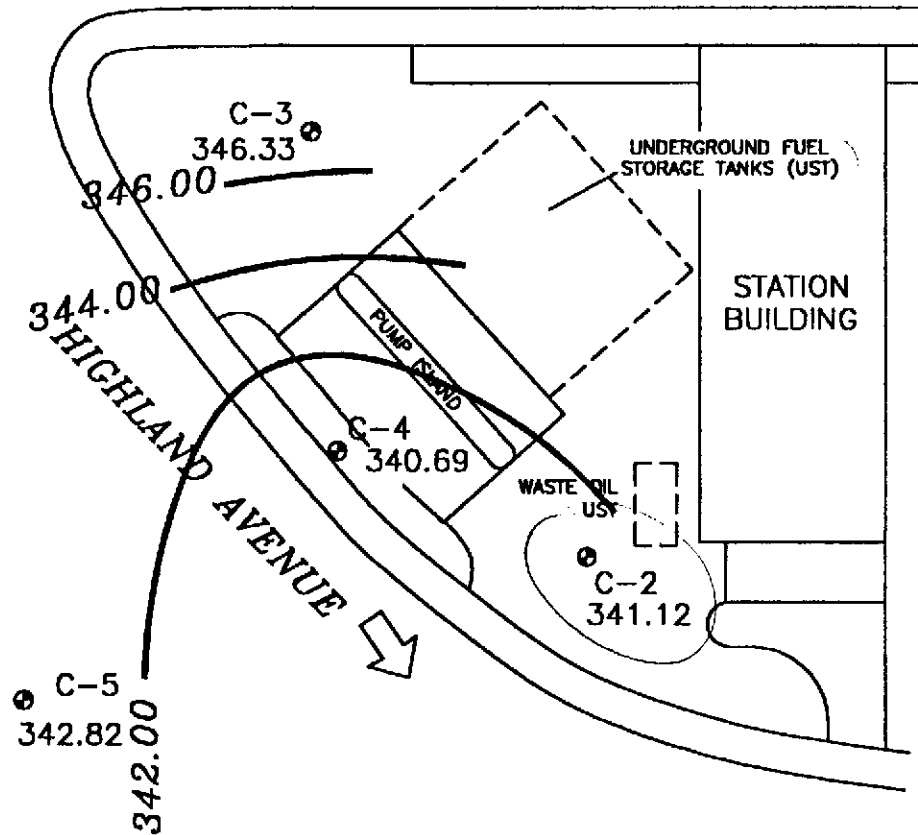 C-3
346.33
346.00
UNDERGROUND FUEL
STORAGE TANKS (UST)
344.00
STATION
BUILDING
PUMP ISLAND
HIGHLAND AVENUE
C-4
340.69
WASTE OIL
UST
C-2
341.12
C-5
342.82
342.00